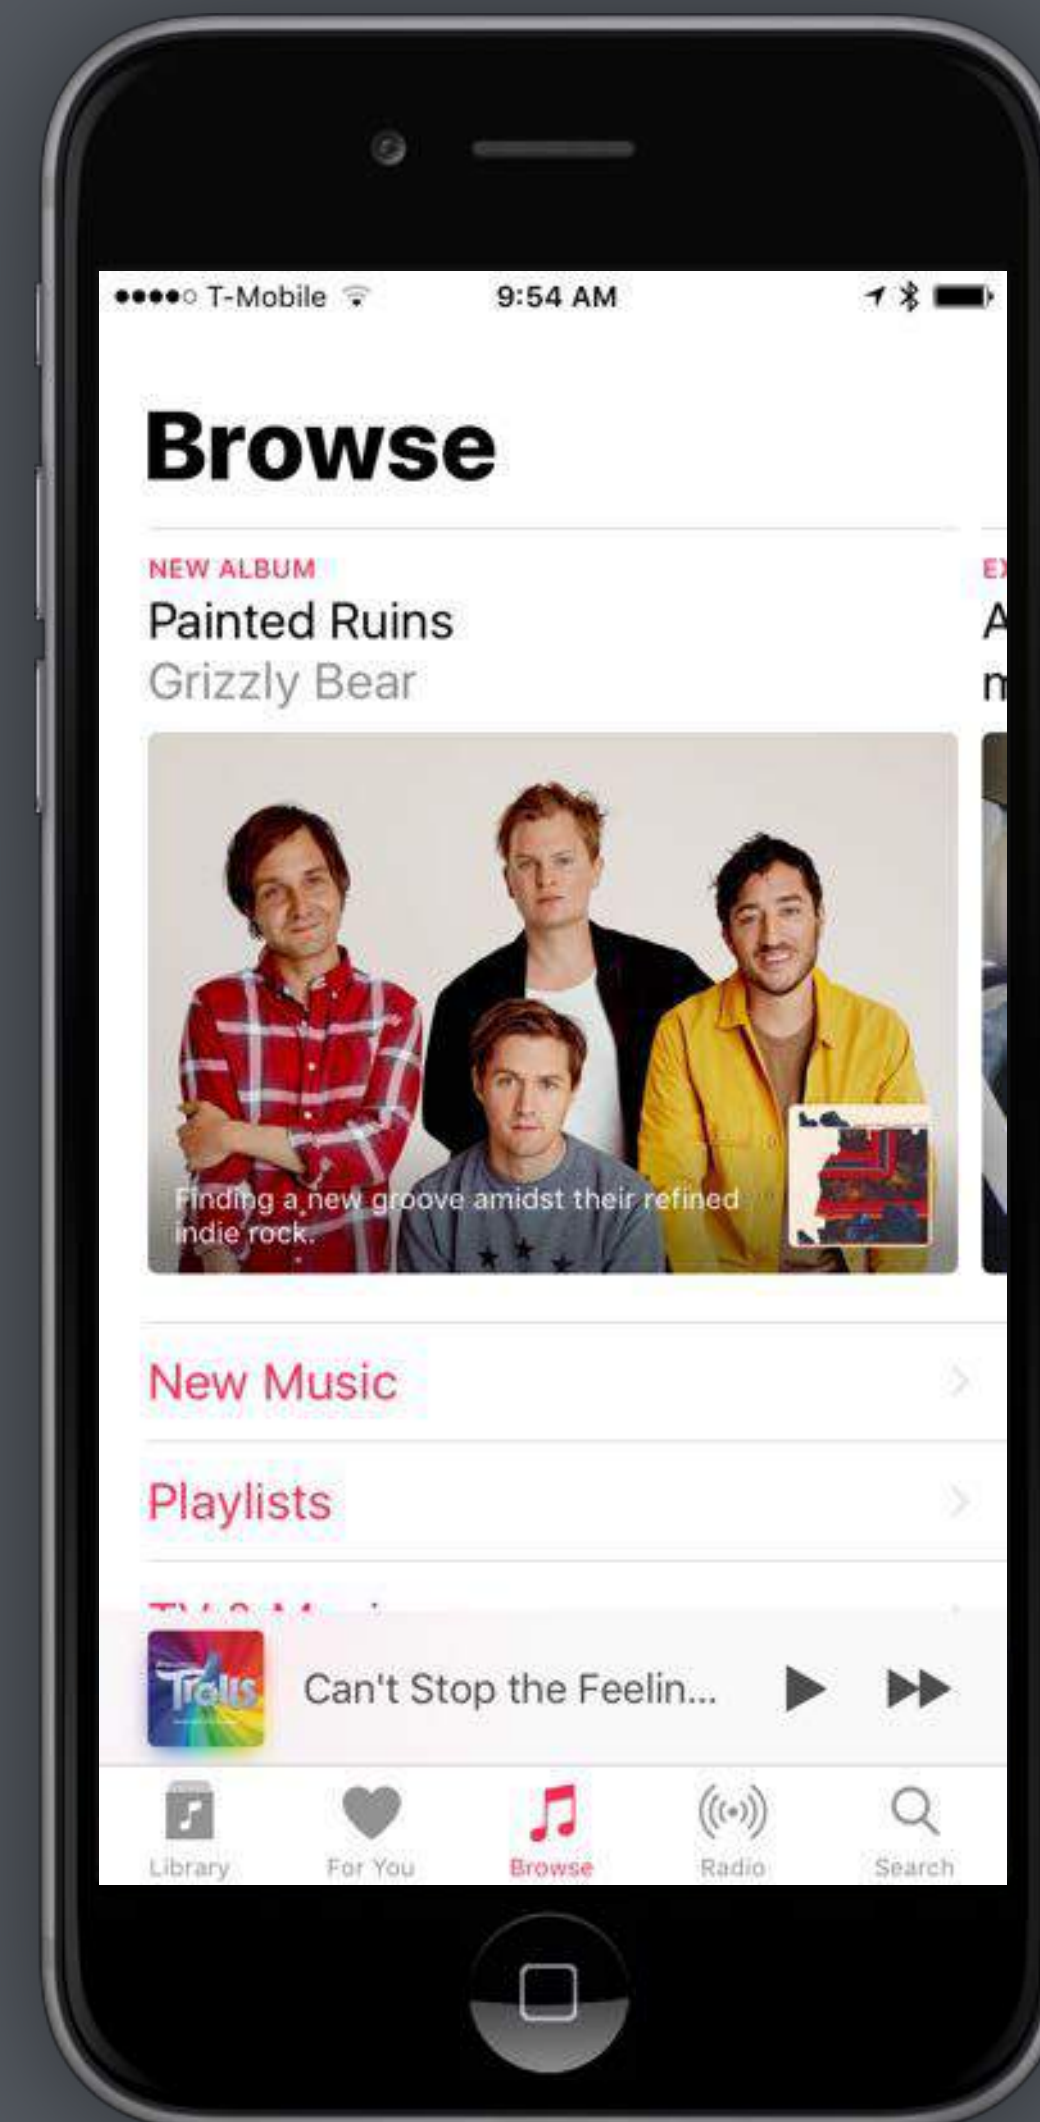 T-Mobile
9:54 AM
Browse
NEW ALBUM
Painted Ruins
Grizzly Bear
Finding a new groove amidst their refined
indie rock.
New Music
Playlists
Trolls
Can't Stop the Feelin...
Library
For You
Browse
Radio
Search